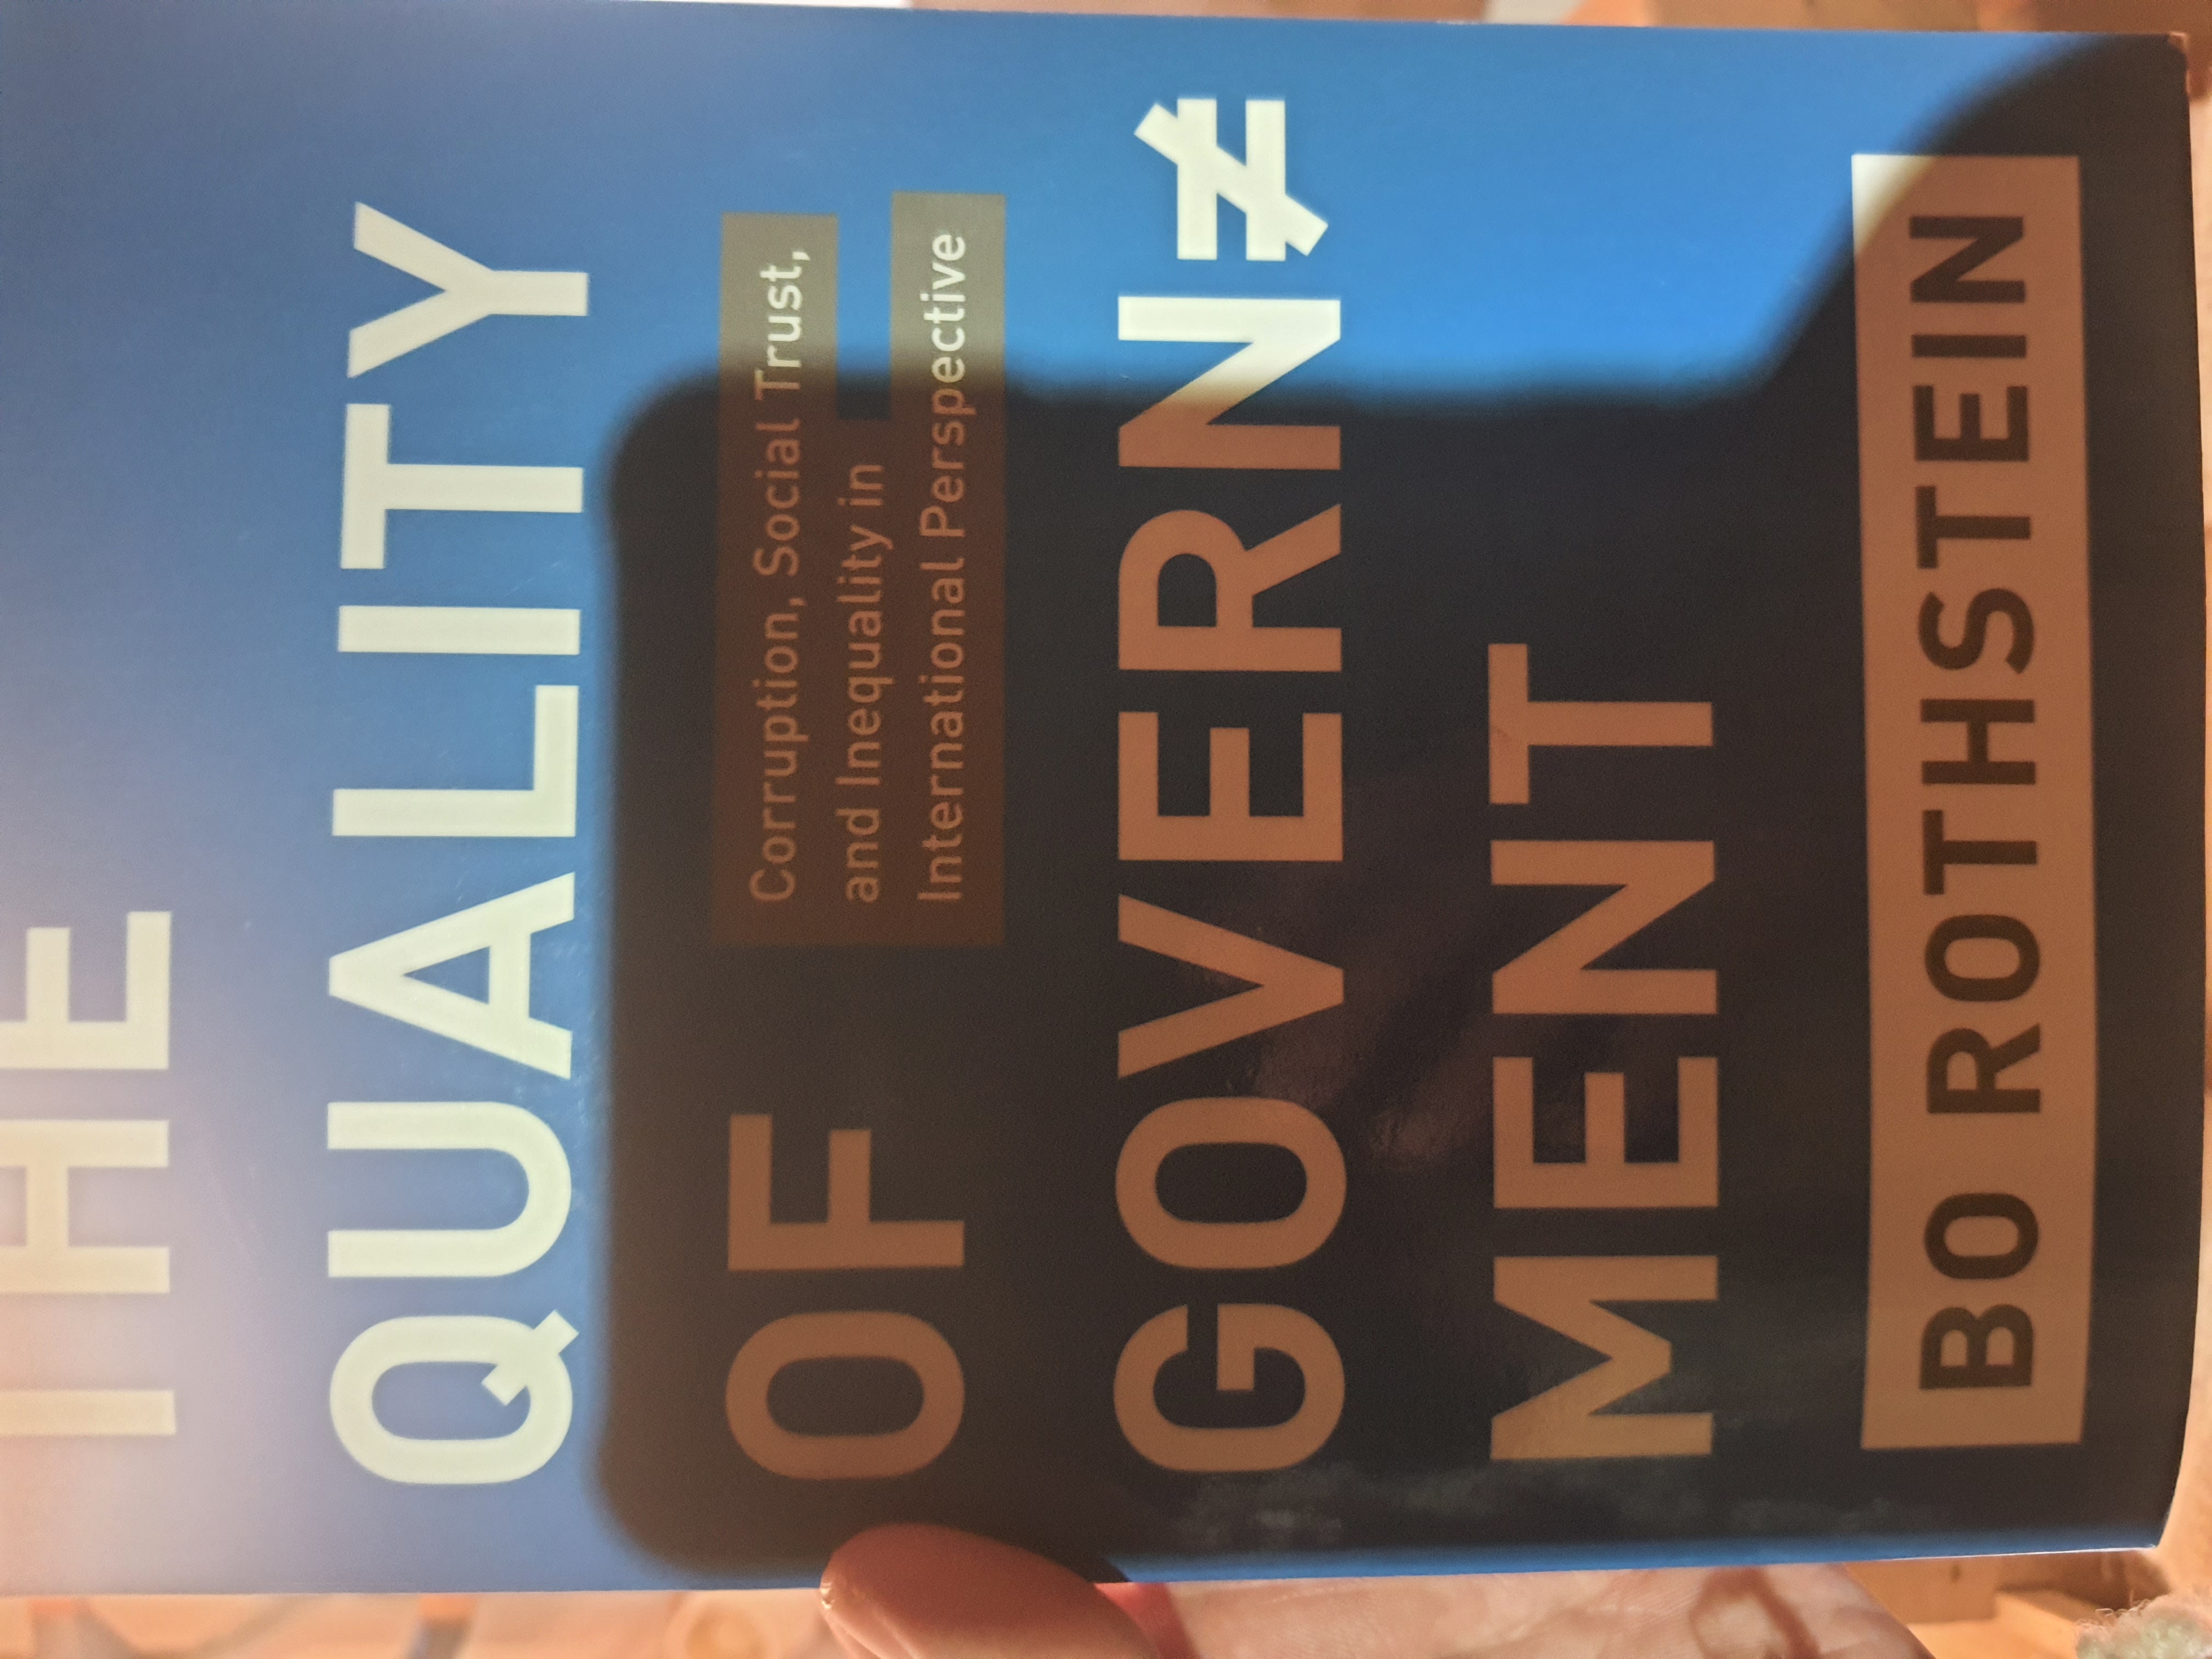 THE
QUALITY
OF
Corruption, Social Trust,
and Inequality in
International Perspective
GOVERN≠
MENT
BO ROTHSTEIN